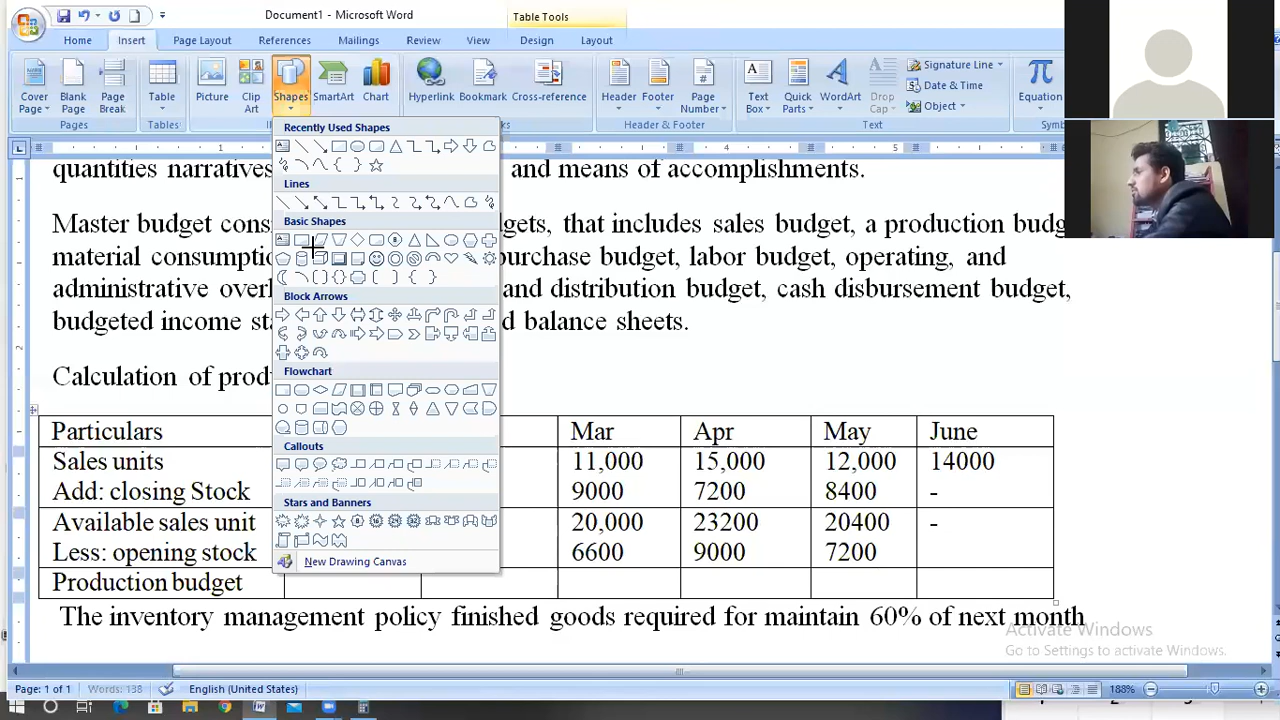 Document1 - Microsoft Word
Table Tools
Home Insert Page Layout References Mailings Review View Design Layout
Cover Page Blank Page Page Break Table Picture Clip Art Shapes SmartArt Chart Hyperlink Bookmark Cross-reference Header Footer Page Number Text Box Quick Parts WordArt Drop Cap Signature Line Date & Time Object Equation
Pages Tables Header & Footer Text
Recently Used Shapes
Lines
Basic Shapes
Block Arrows
Flowchart
Callouts
Stars and Banners
New Drawing Canvas
quantities narratives and means of accomplishments.
Master budget that includes sales budget, a production
material purchase budget, labor budget, operating, and
administrative and distribution budget, cash disbursement budget,
budgeted income balance sheets.
Calculation of
Particulars Mar Apr May June
Sales units 11,000 15,000 12,000 14000
Add: closing Stock 9000 7200 8400 -
Available sales unit 20,000 23200 20400 -
Less: opening stock 6600 9000 7200
Production budget
The inventory management policy finished goods required for maintain 60% of next month
Activate Windows
Go to Settings to activate Windows.
Page: 1 of 1 Words: 138 English (United States) 188%